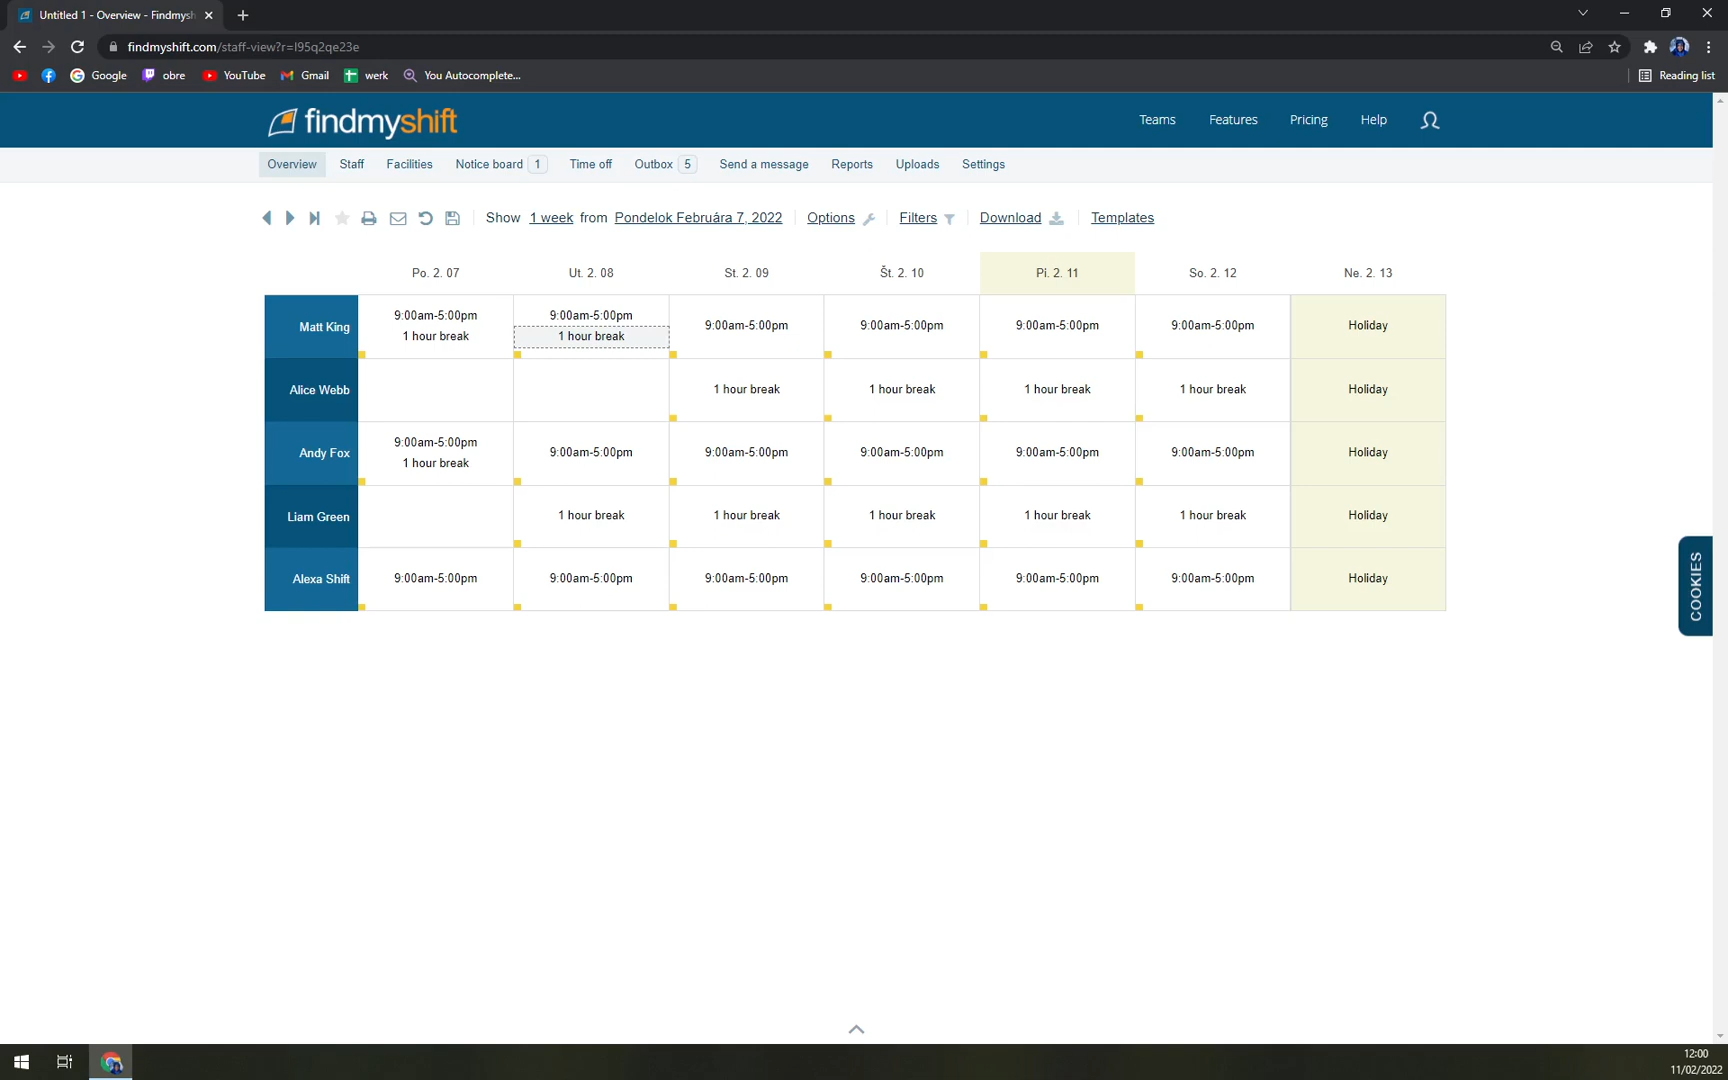 Untitled 1 - Overview - Findmysh
findmyshift.com/staff-view?r=I95q2qe23e
Google obre YouTube Gmail werk You Autocomplete... Reading list
findmyshift Teams Features Pricing Help
Overview Staff Facilities Notice board 1 Time off Outbox 5 Send a message Reports Uploads Settings
Show 1 week from Pondelok Februára 7, 2022 Options Filters Download Templates
Po. 2. 07 Ut. 2. 08 St. 2. 09 Št. 2. 10 Pi. 2. 11 So. 2. 12 Ne. 2. 13
Matt King 9:00am-5:00pm 9:00am-5:00pm 9:00am-5:00pm 9:00am-5:00pm 9:00am-5:00pm 9:00am-5:00pm Holiday
1 hour break 1 hour break
Alice Webb 1 hour break 1 hour break 1 hour break 1 hour break Holiday
Andy Fox 9:00am-5:00pm 9:00am-5:00pm 9:00am-5:00pm 9:00am-5:00pm 9:00am-5:00pm 9:00am-5:00pm Holiday
1 hour break
Liam Green 1 hour break 1 hour break 1 hour break 1 hour break 1 hour break Holiday
Alexa Shift 9:00am-5:00pm 9:00am-5:00pm 9:00am-5:00pm 9:00am-5:00pm 9:00am-5:00pm 9:00am-5:00pm Holiday
COOKIES
12:00
11/02/2022